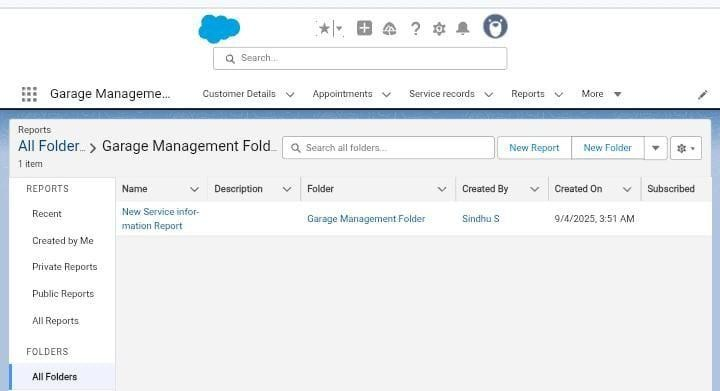 Search...
Garage Manageme...
Customer Details
Appointments
Service records
Reports
More
Reports
All Folder... > Garage Management Fold...
1 item
Search all folders...
New Report
New Folder
REPORTS
Recent
Created by Me
Private Reports
Public Reports
All Reports
FOLDERS
All Folders
Name
Description
Folder
Created By
Created On
Subscribed
New Service infor-
mation Report
Garage Management Folder
Sindhu S
9/4/2025, 3:51 AM